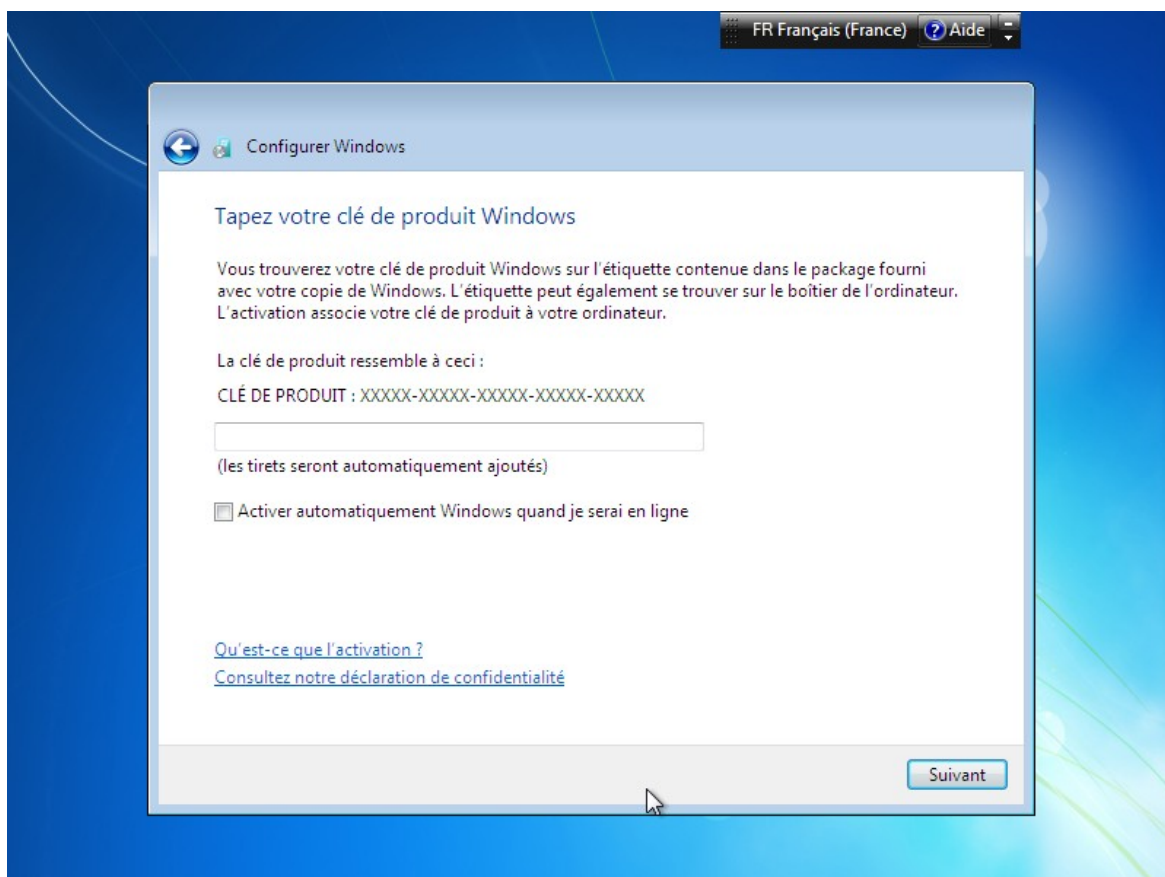 FR Français (France) ? Aide
Configurer Windows
Tapez votre clé de produit Windows
Vous trouverez votre clé de produit Windows sur l'étiquette contenue dans le package fourni
avec votre copie de Windows. L'étiquette peut également se trouver sur le boîtier de l'ordinateur.
L'activation associe votre clé de produit à votre ordinateur.
La clé de produit ressemble à ceci :
CLÉ DE PRODUIT : XXXXX-XXXXX-XXXXX-XXXXX-XXXXX
(les tirets seront automatiquement ajoutés)
Activer automatiquement Windows quand je serai en ligne
Qu'est-ce que l'activation ?
Consultez notre déclaration de confidentialité
Suivant